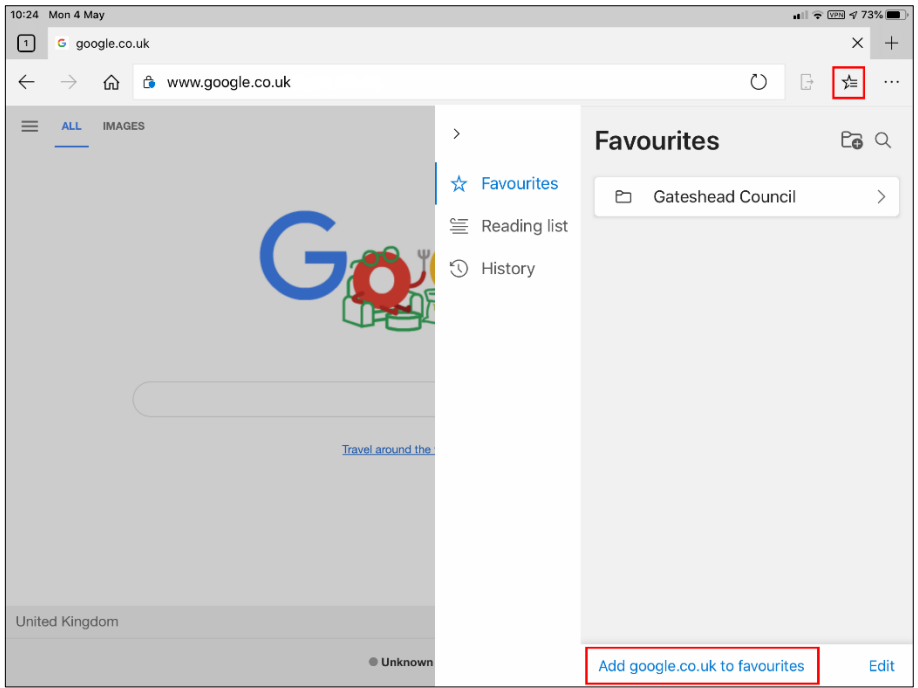 10:24 Mon 4 May
VPN 73%
1 G google.co.uk
www.google.co.uk
ALL IMAGES
Favourites
Favourites
Gateshead Council
Reading list
History
Travel around the
United Kingdom
Unknown
Add google.co.uk to favourites Edit